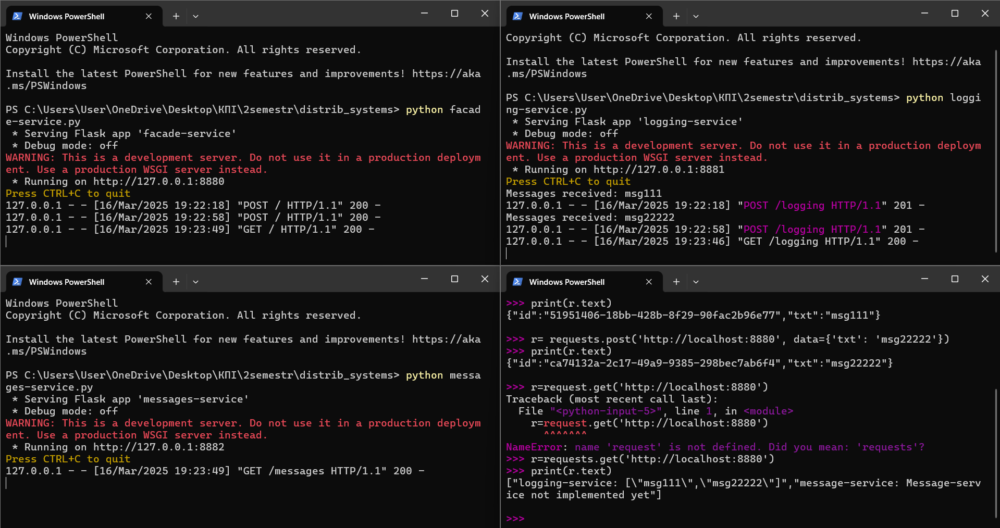 Windows PowerShell
Windows PowerShell
Copyright (C) Microsoft Corporation. All rights reserved.
Install the latest PowerShell for new features and improvements! https://aka
.ms/PSWindows
PS C:\Users\User\OneDrive\Desktop\КПІ\2semestr\distrib_systems> python facad
e-service.py
 * Serving Flask app 'facade-service'
 * Debug mode: off
WARNING: This is a development server. Do not use it in a production deploym
ent. Use a production WSGI server instead.
 * Running on http://127.0.0.1:8880
Press CTRL+C to quit
127.0.0.1 - - [16/Mar/2025 19:22:18] "POST / HTTP/1.1" 200 -
127.0.0.1 - - [16/Mar/2025 19:22:58] "POST / HTTP/1.1" 200 -
127.0.0.1 - - [16/Mar/2025 19:23:49] "GET / HTTP/1.1" 200 -
Windows PowerShell
Copyright (C) Microsoft Corporation. All rights reserved.
Install the latest PowerShell for new features and improvements! https://aka
.ms/PSWindows
PS C:\Users\User\OneDrive\Desktop\КПІ\2semestr\distrib_systems> python loggi
ng-service.py
 * Serving Flask app 'logging-service'
 * Debug mode: off
WARNING: This is a development server. Do not use it in a production deploym
ent. Use a production WSGI server instead.
 * Running on http://127.0.0.1:8881
Press CTRL+C to quit
Messages received: msg111
127.0.0.1 - - [16/Mar/2025 19:22:18] "POST /logging HTTP/1.1" 201 -
Messages received: msg22222
127.0.0.1 - - [16/Mar/2025 19:22:58] "POST /logging HTTP/1.1" 201 -
127.0.0.1 - - [16/Mar/2025 19:23:46] "GET /logging HTTP/1.1" 200 -
Windows PowerShell
Windows PowerShell
Copyright (C) Microsoft Corporation. All rights reserved.
Install the latest PowerShell for new features and improvements! https://aka
.ms/PSWindows
PS C:\Users\User\OneDrive\Desktop\КПІ\2semestr\distrib_systems> python messa
ges-service.py
 * Serving Flask app 'messages-service'
 * Debug mode: off
WARNING: This is a development server. Do not use it in a production deploym
ent. Use a production WSGI server instead.
 * Running on http://127.0.0.1:8882
Press CTRL+C to quit
127.0.0.1 - - [16/Mar/2025 19:23:49] "GET /messages HTTP/1.1" 200 -
Windows PowerShell
>>> print(r.text)
{"id":"51951406-18bb-428b-8f29-90fac2b96e77","txt":"msg111"}
>>> r= requests.post('http://localhost:8880', data={'txt': 'msg22222'})
>>> print(r.text)
{"id":"ca74132a-2c17-49a9-9385-298bec7ab6f4","txt":"msg22222"}
>>> r=request.get('http://localhost:8880')
Traceback (most recent call last):
  File "<python-input-5>", line 1, in <module>
    r=request.get('http://localhost:8880')
      ^^^^^^^
NameError: name 'request' is not defined. Did you mean: 'requests'?
>>> r=requests.get('http://localhost:8880')
>>> print(r.text)
["logging-service: [\"msg111\",\"msg22222\"]","message-service: Message-serv
ice not implemented yet"]
>>>